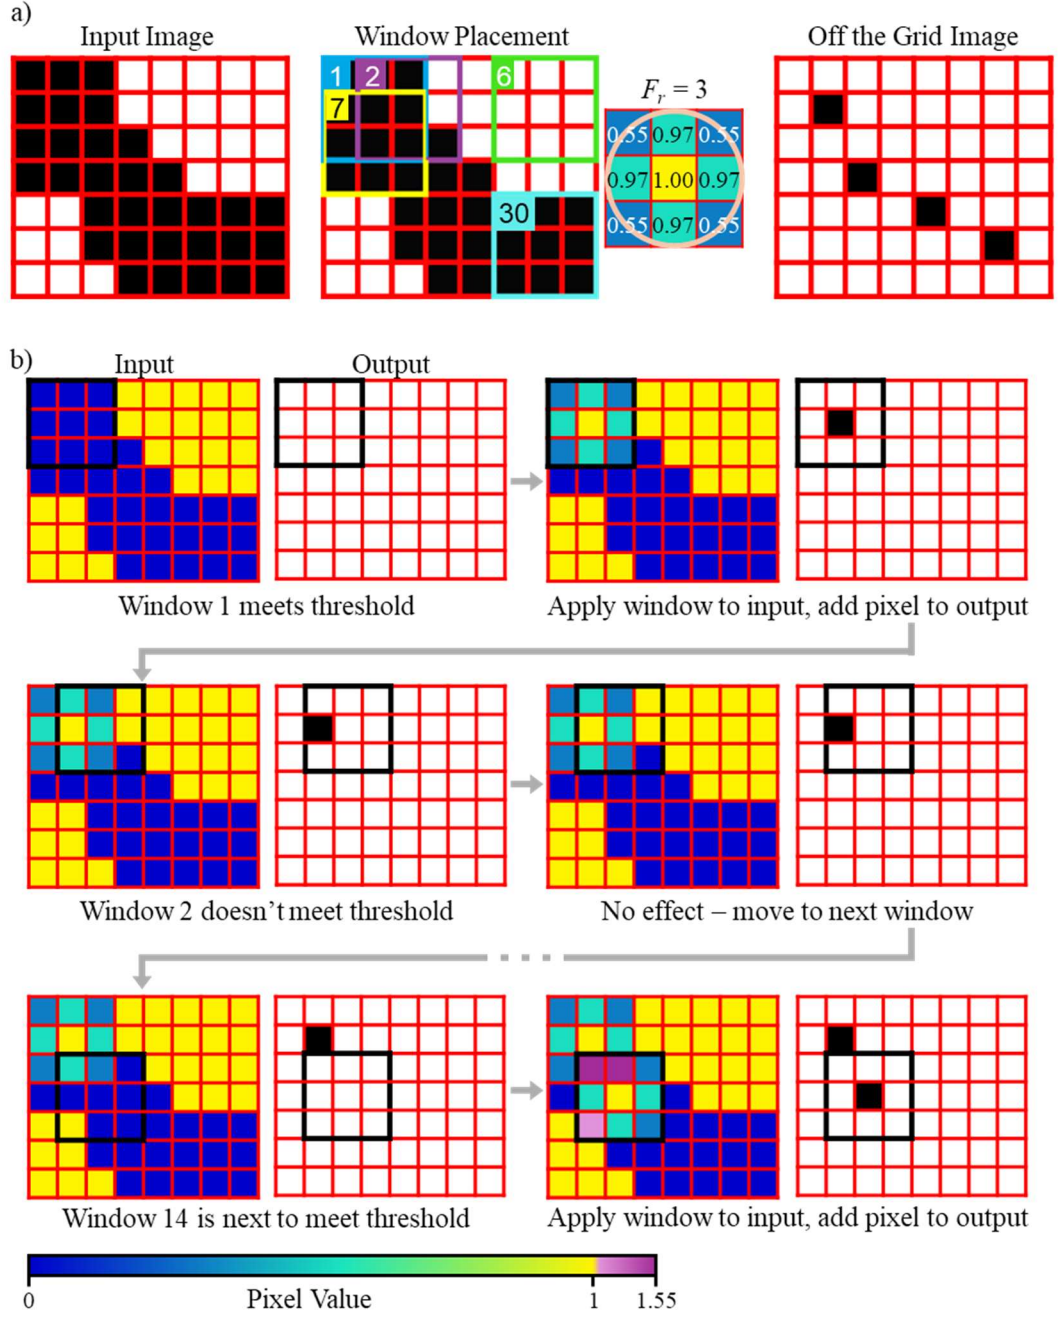 a)
Input Image
Window Placement
Off the Grid Image
1 2 6
F_r = 3
7
0.55 0.97 0.55
0.97 1.00 0.97
30
0.55 0.97 0.55
b)
Input
Output
Window 1 meets threshold
Apply window to input, add pixel to output
Window 2 doesn't meet threshold
No effect – move to next window
Window 14 is next to meet threshold
Apply window to input, add pixel to output
0
Pixel Value
1
1.55